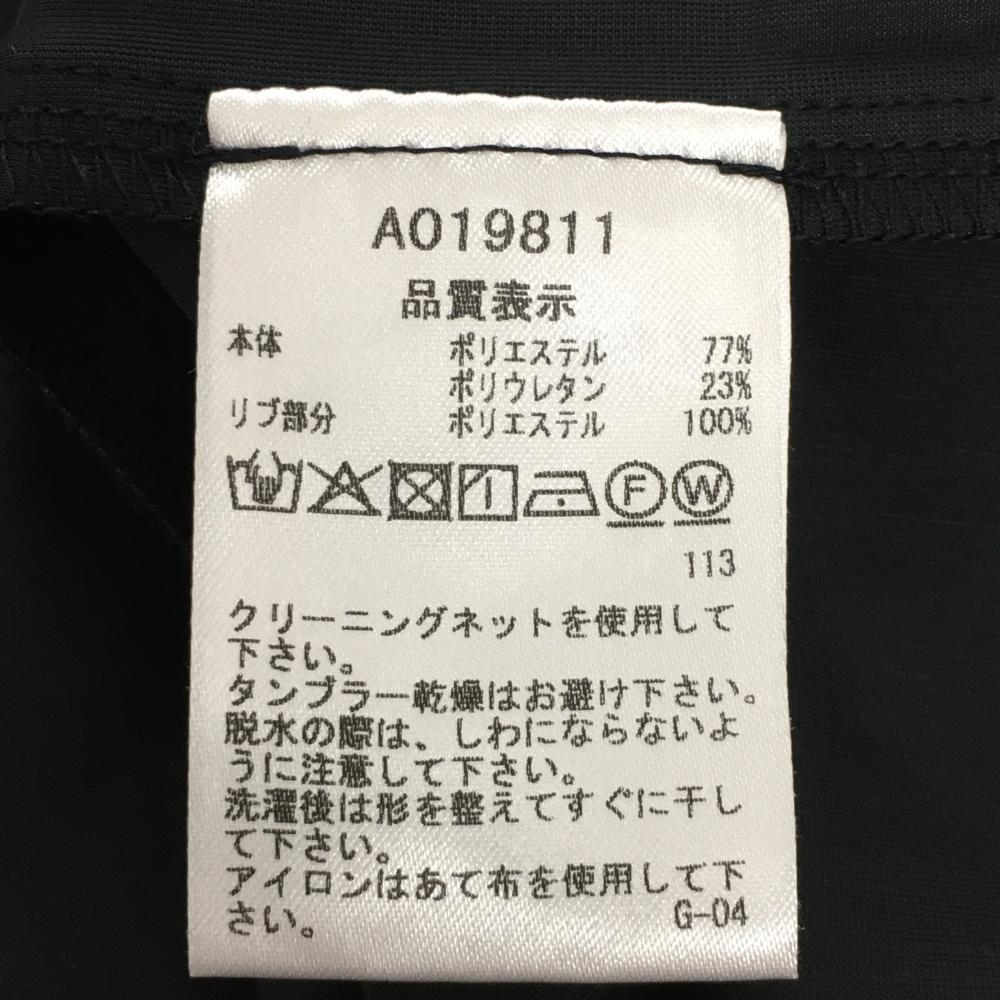 A019811
品質表示
本体 ポリエステル 77%
ポリウレタン 23%
リブ部分 ポリエステル 100%
F W
113
クリーニングネットを使用して
下さい。
タンブラー乾燥はお避け下さい。
脱水の際は、しわにならないよ
うに注意して下さい。
洗濯後は形を整えてすぐに干し
て下さい。
アイロンはあて布を使用して下
さい。 G-04